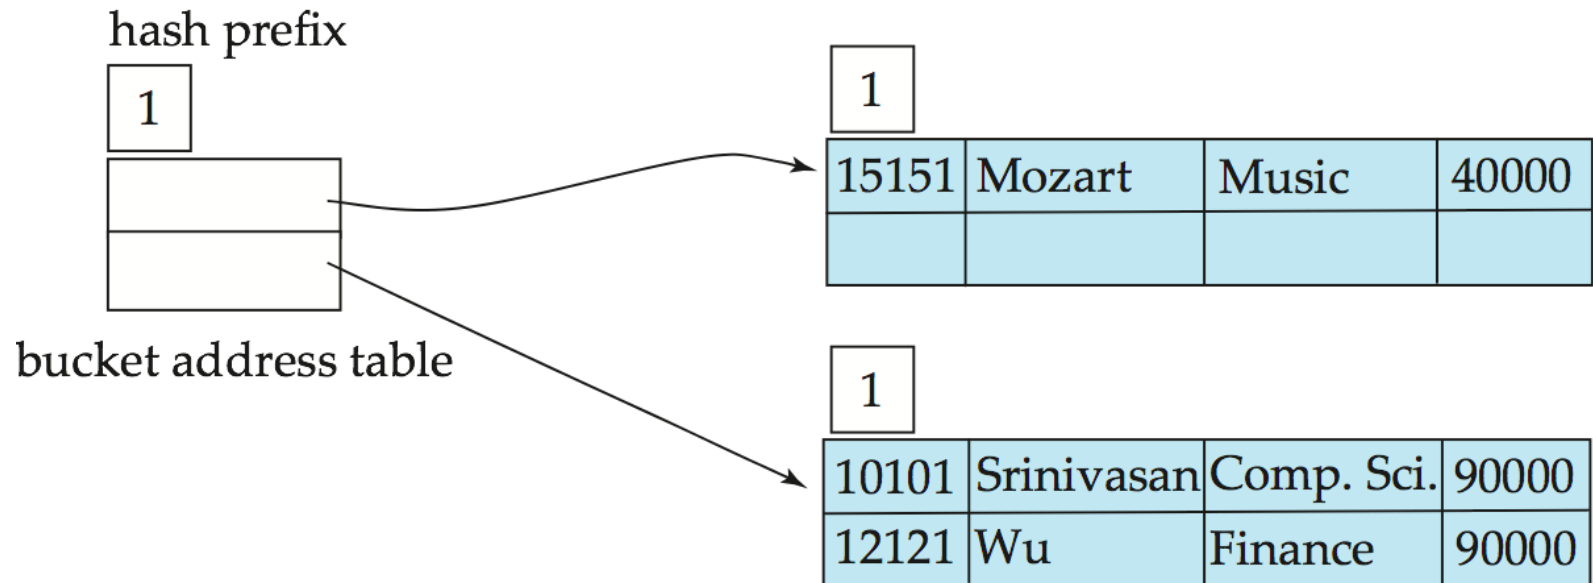 hash prefix
1
bucket address table
1
15151 Mozart Music 40000
1
10101 Srinivasan Comp. Sci. 90000
12121 Wu Finance 90000